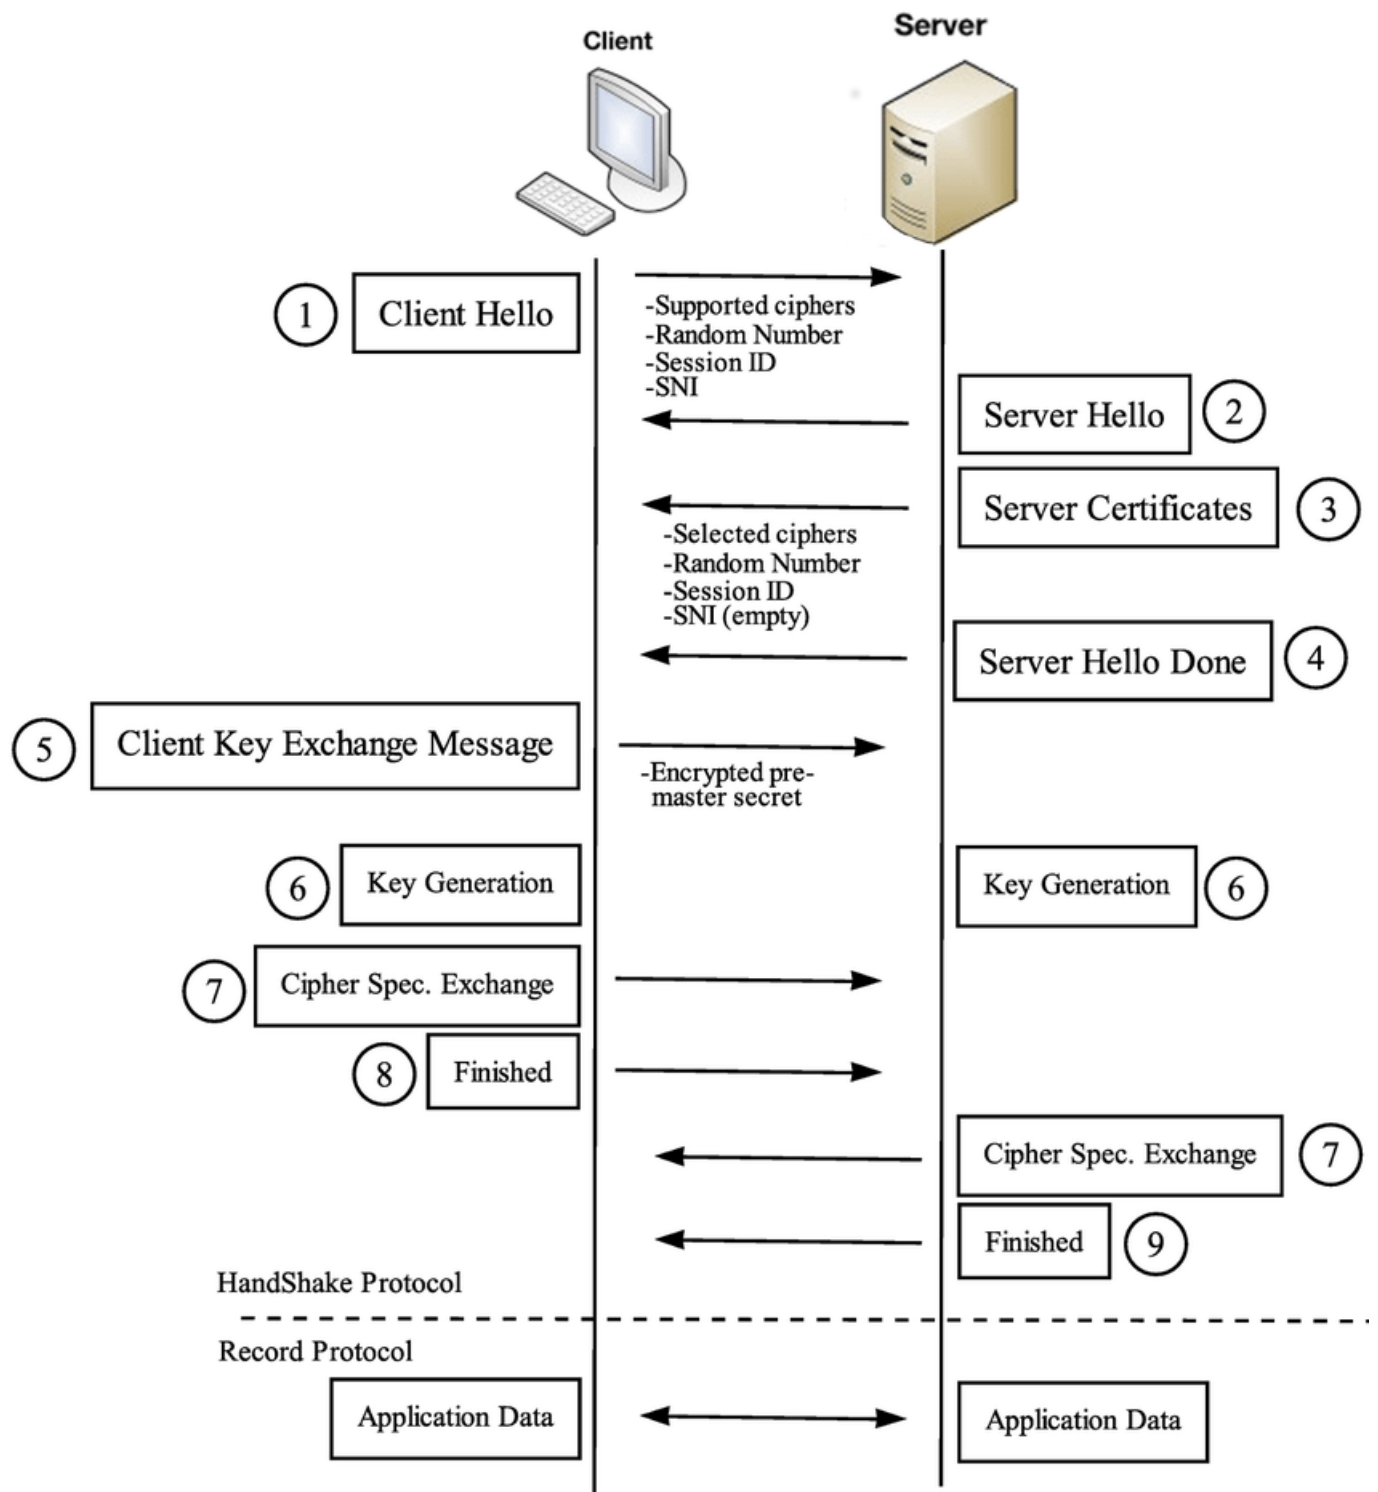 Client
Server
1
Client Hello
-Supported ciphers
-Random Number
-Session ID
-SNI
Server Hello
2
Server Certificates
3
-Selected ciphers
-Random Number
-Session ID
-SNI (empty)
Server Hello Done
4
5
Client Key Exchange Message
-Encrypted pre-
master secret
6
Key Generation
Key Generation
6
7
Cipher Spec. Exchange
8
Finished
Cipher Spec. Exchange
7
Finished
9
HandShake Protocol
Record Protocol
Application Data
Application Data